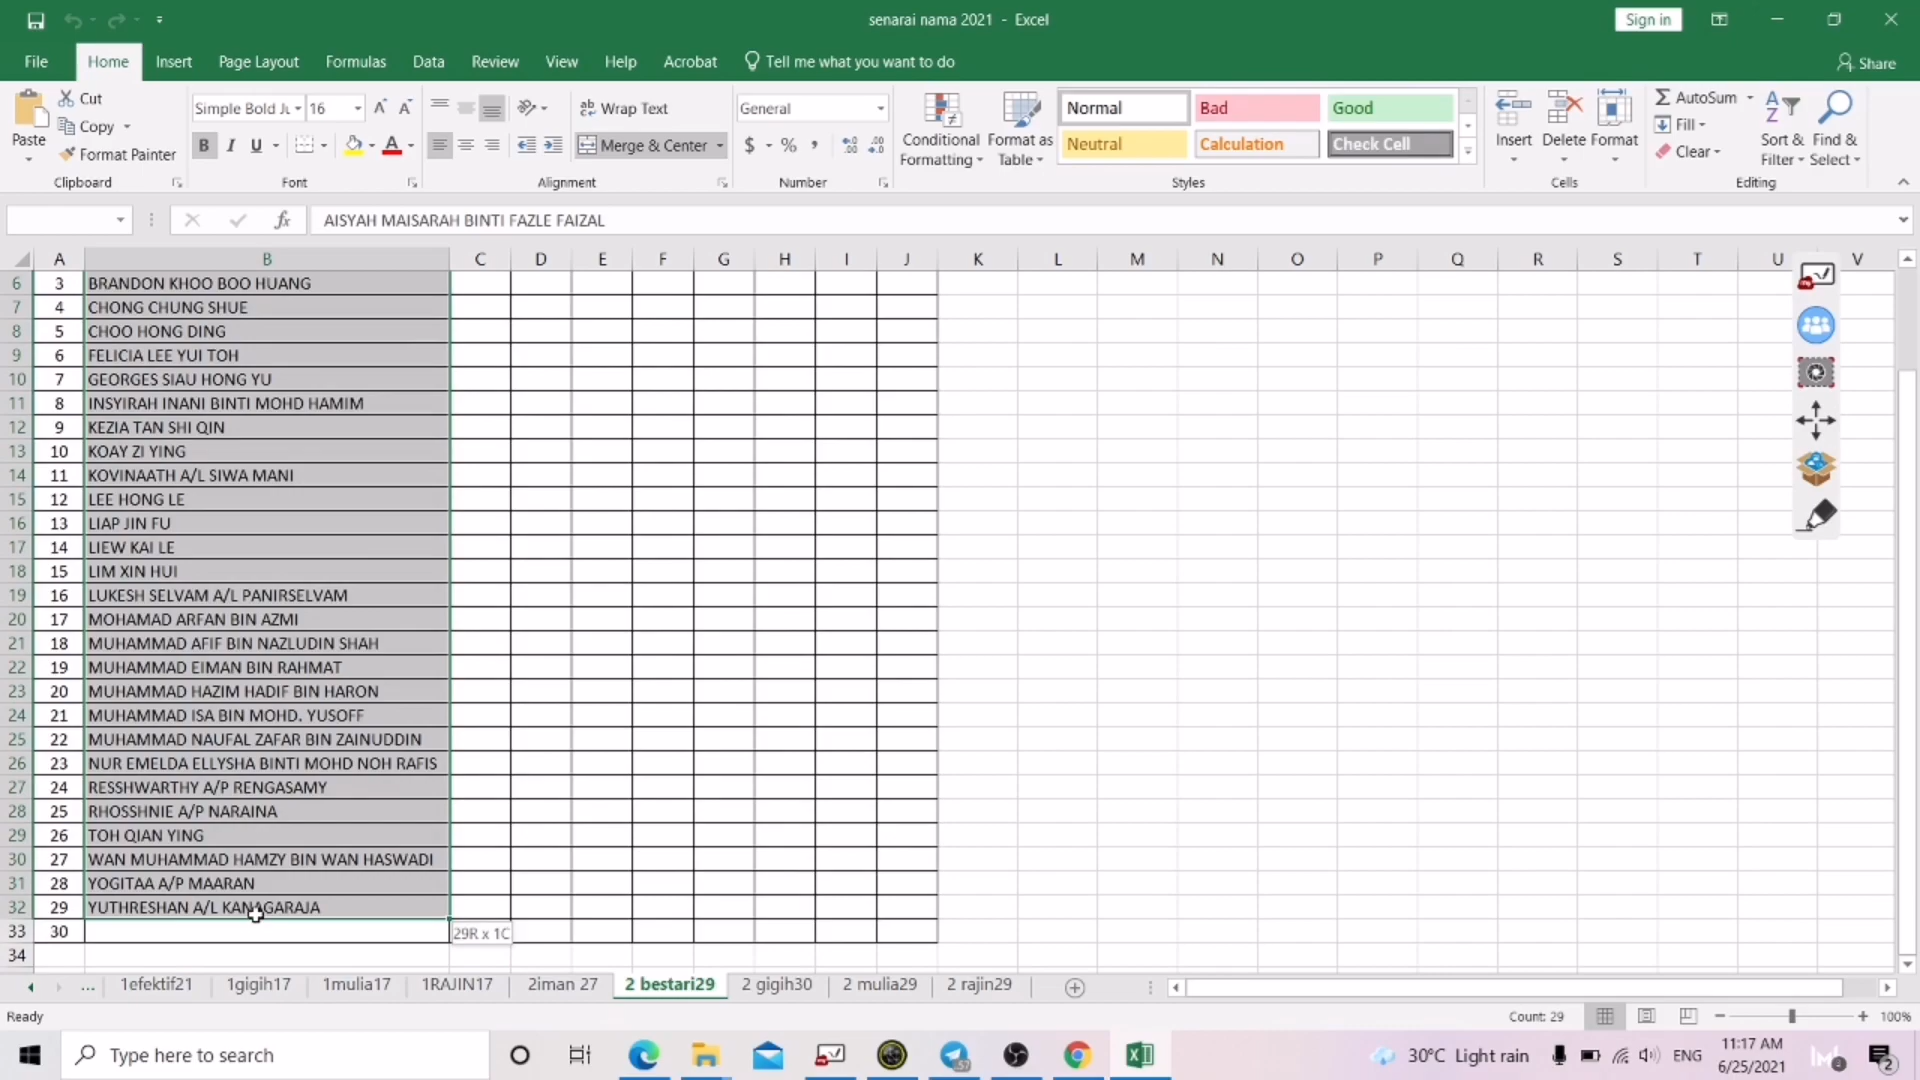 senarai nama 2021 - Excel
Sign in
File Home Insert Page Layout Formulas Data Review View Help Acrobat Tell me what you want to do Share
Paste
Cut
Copy
Format Painter
Clipboard
16
B I U A
Font
Wrap Text
Merge & Center
Alignment
General
$ % ,
Number
Conditional Formatting
Format as Table
Normal Bad Good
Neutral Calculation Check Cell
Styles
Insert Delete Format
Cells
AutoSum
Fill
Clear
Sort & Filter
Find & Select
Editing
fx AISYAH MAISARAH BINTI FAZLE FAIZAL
A B C D E F G H I J K L M N O P Q R S T U V
6 3 BRANDON KHOO BOO HUANG
7 4 CHONG CHUNG SHUE
8 5 CHOO HONG DING
9 6 FELICIA LEE YUI TOH
10 7 GEORGES SIAU HONG YU
11 8 INSYIRAH INANI BINTI MOHD HAMIM
12 9 KEZIA TAN SHI QIN
13 10 KOAY ZI YING
14 11 KOVINAATH A/L SIWA MANI
15 12 LEE HONG LE
16 13 LIAP JIN FU
17 14 LIEW KAI LE
18 15 LIM XIN HUI
19 16 LUKESH SELVAM A/L PANIRSELVAM
20 17 MOHAMAD ARFAN BIN AZMI
21 18 MUHAMMAD AFIF BIN NAZLUDIN SHAH
22 19 MUHAMMAD EIMAN BIN RAHMAT
23 20 MUHAMMAD HAZIM HADIF BIN HARON
24 21 MUHAMMAD ISA BIN MOHD. YUSOFF
25 22 MUHAMMAD NAUFAL ZAFAR BIN ZAINUDDIN
26 23 NUR EMELDA ELLYSHA BINTI MOHD NOH RAFIS
27 24 RESSHWARTHY A/P RENGASAMY
28 25 RHOSSHNIE A/P NARAINA
29 26 TOH QIAN YING
30 27 WAN MUHAMMAD HAMZY BIN WAN HASWADI
31 28 YOGITAA A/P MAARAN
32 29 YUTHRESHAN A/L KANAGARAJA
33 30
29R x 1C
34
... 1efektif21 1gigih17 1mulia17 1RAJIN17 2iman 27 2 bestari29 2 gigih30 2 mulia29 2 rajin29
Ready
Count: 29
100%
Type here to search
30°C Light rain
ENG
11:17 AM
6/25/2021
2